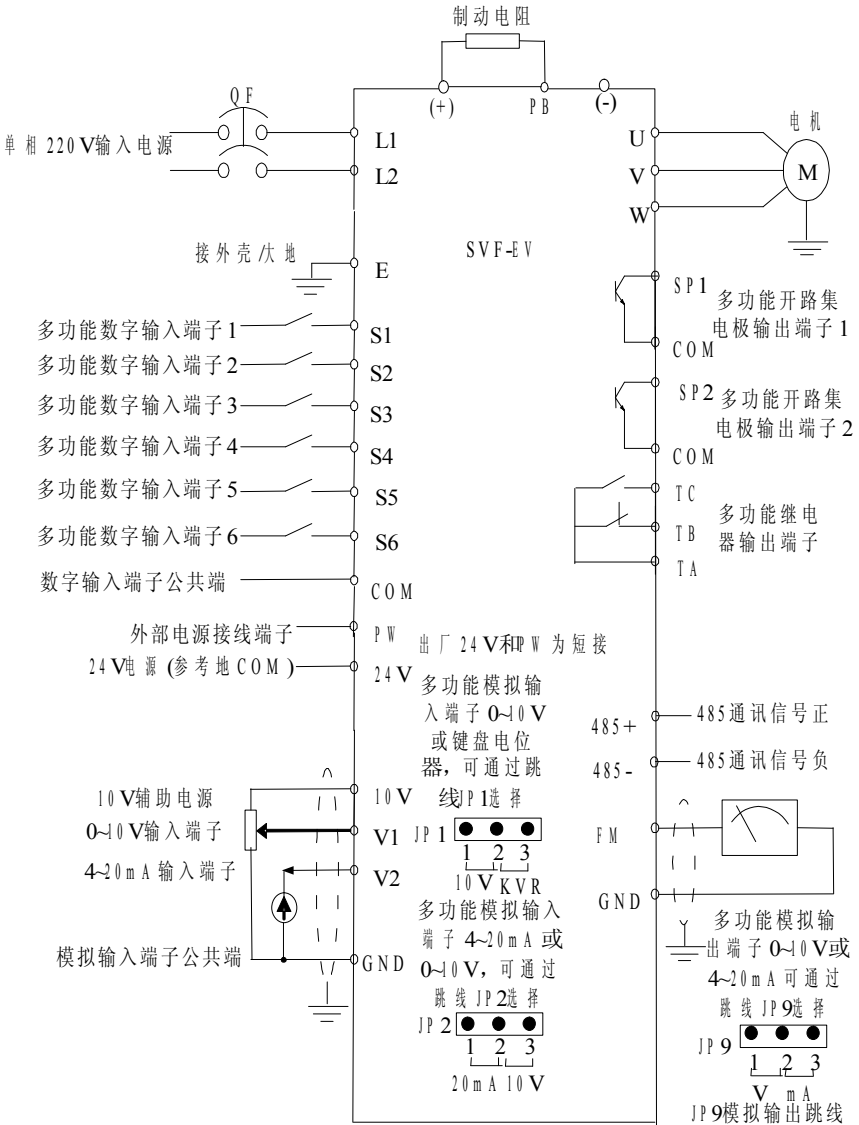 制动电阻
(+)
PB
(-)
QF
单相220V输入电源
L1
L2
U
V
W
电机
M
接外壳/大地
E
SVF-EV
多功能数字输入端子1
S1
多功能数字输入端子2
S2
多功能数字输入端子3
S3
多功能数字输入端子4
S4
多功能数字输入端子5
S5
多功能数字输入端子6
S6
数字输入端子公共端
COM
外部电源接线端子
PW
24V电源(参考地COM)
24V
出厂24V和PW为短接
SP1
多功能开路集
电极输出端子1
COM
SP2
多功能开路集
电极输出端子2
COM
TC
TB
TA
多功能继电
器输出端子
多功能模拟输
入端子0~10V
或键盘电位
器，可通过跳
线JP1选择
JP1
1 2 3
10V KVR
485+
485通讯信号正
485-
485通讯信号负
10V辅助电源
10V
0~10V输入端子
V1
4~20mA输入端子
V2
模拟输入端子公共端
GND
多功能模拟输入
端子4~20mA或
0~10V，可通过
跳线JP2选择
JP2
1 2 3
20mA 10V
FM
GND
多功能模拟输
出端子0~10V或
4~20mA可通过
跳线JP9选择
JP9
1 2 3
V mA
JP9模拟输出跳线